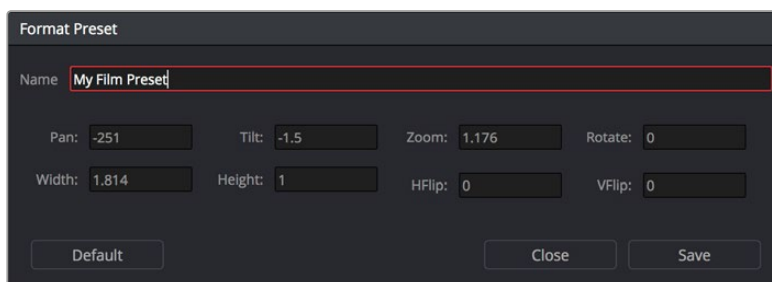 Format Preset
Name My Film Preset
Pan: -251 Tilt: -1.5 Zoom: 1.176 Rotate: 0
Width: 1.814 Height: 1 HFlip: 0 VFlip: 0
Default Close Save